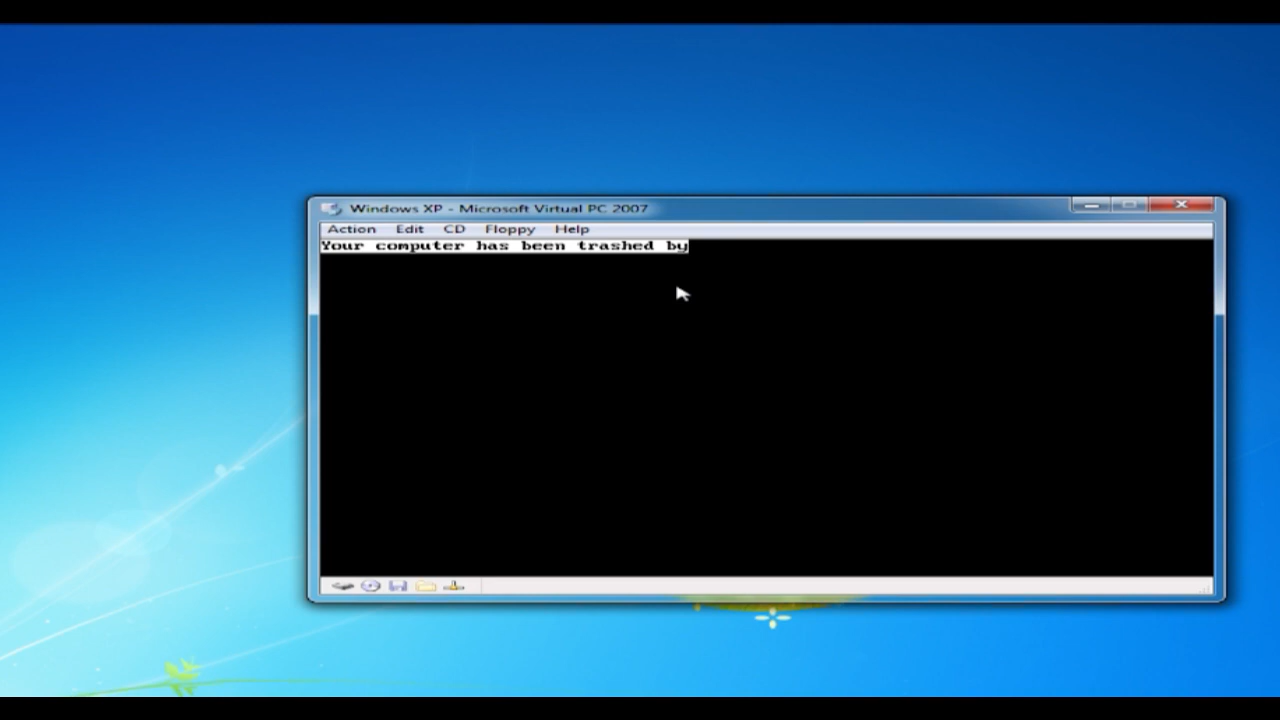 Windows XP - Microsoft Virtual PC 2007
Action Edit CD Floppy Help
Your computer has been trashed by